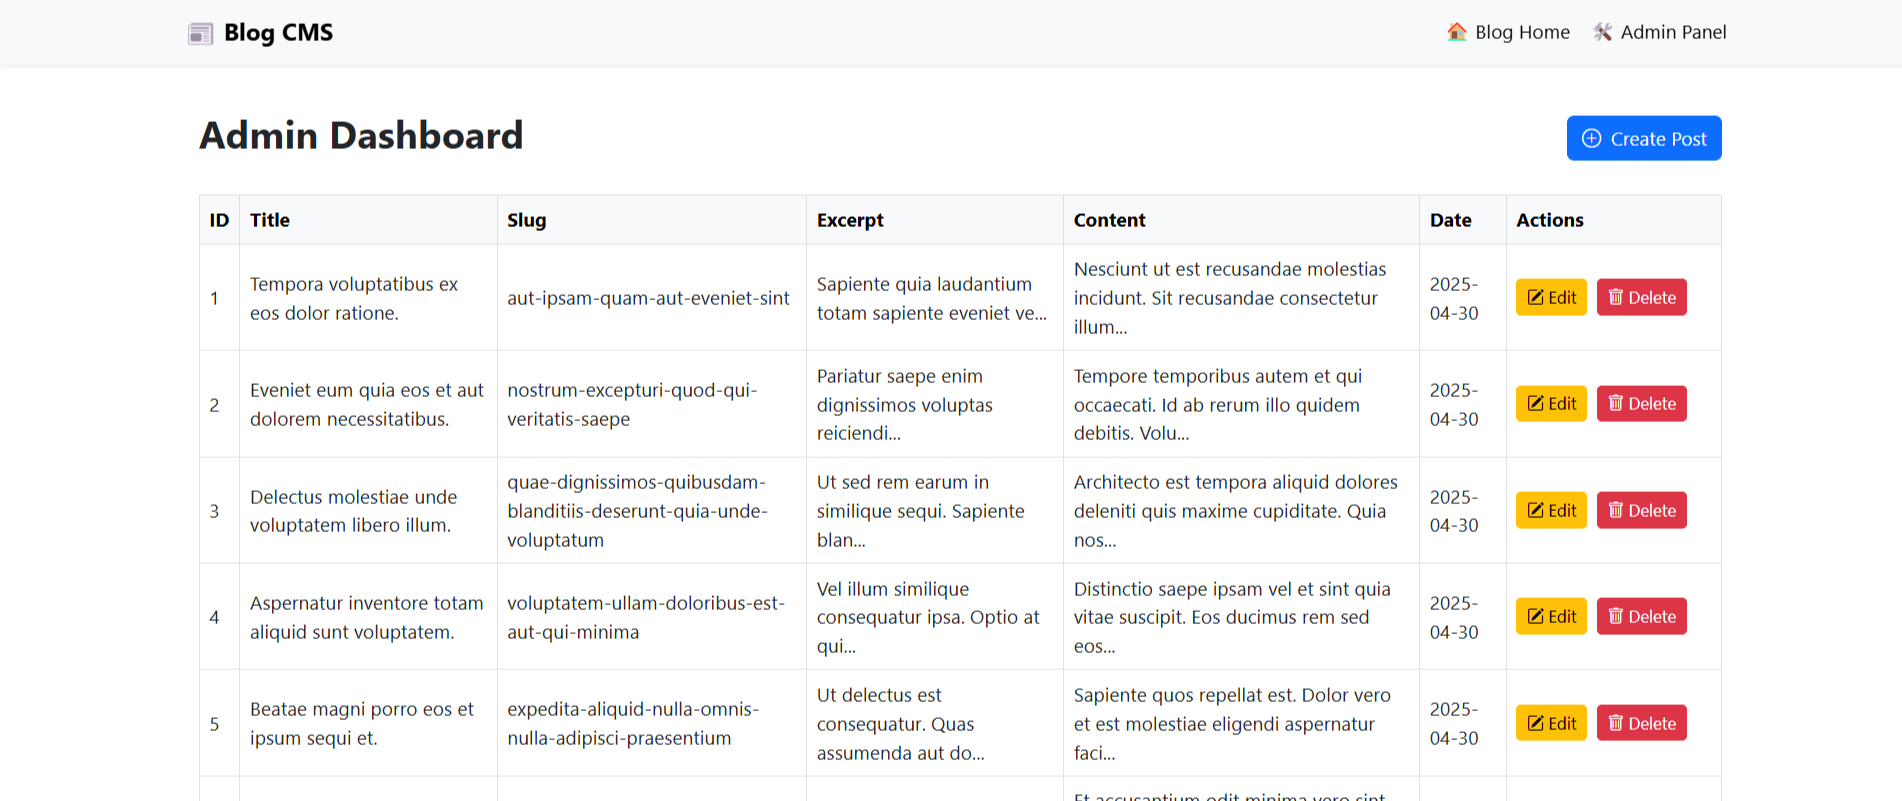 Blog CMS
Blog Home
Admin Panel
Admin Dashboard
Create Post
ID Title Slug Excerpt Content Date Actions
1
Tempora voluptatibus ex
eos dolor ratione.
aut-ipsam-quam-aut-eveniet-sint
Sapiente quia laudantium
totam sapiente eveniet ve...
Nesciunt ut est recusandae molestias
incidunt. Sit recusandae consectetur
illum...
2025-
04-30
Edit
Delete
2
Eveniet eum quia eos et aut
dolorem necessitatibus.
nostrum-excepturi-quod-qui-
veritatis-saepe
Pariatur saepe enim
dignissimos voluptas
reiciendi...
Tempore temporibus autem et qui
occaecati. Id ab rerum illo quidem
debitis. Volu...
2025-
04-30
Edit
Delete
3
Delectus molestiae unde
voluptatem libero illum.
quae-dignissimos-quibusdam-
blanditiis-deserunt-quia-unde-
voluptatum
Ut sed rem earum in
similique sequi. Sapiente
blan...
Architecto est tempora aliquid dolores
deleniti quis maxime cupiditate. Quia
nos...
2025-
04-30
Edit
Delete
4
Aspernatur inventore totam
aliquid sunt voluptatem.
voluptatem-ullam-doloribus-est-
aut-qui-minima
Vel illum similique
consequatur ipsa. Optio at
qui...
Distinctio saepe ipsam vel et sint quia
vitae suscipit. Eos ducimus rem sed
eos...
2025-
04-30
Edit
Delete
5
Beatae magni porro eos et
ipsum sequi et.
expedita-aliquid-nulla-omnis-
nulla-adipisci-praesentium
Ut delectus est
consequatur. Quas
assumenda aut do...
Sapiente quos repellat est. Dolor vero
et est molestiae eligendi aspernatur
faci...
2025-
04-30
Edit
Delete
Et accusantium odit minima vero sint